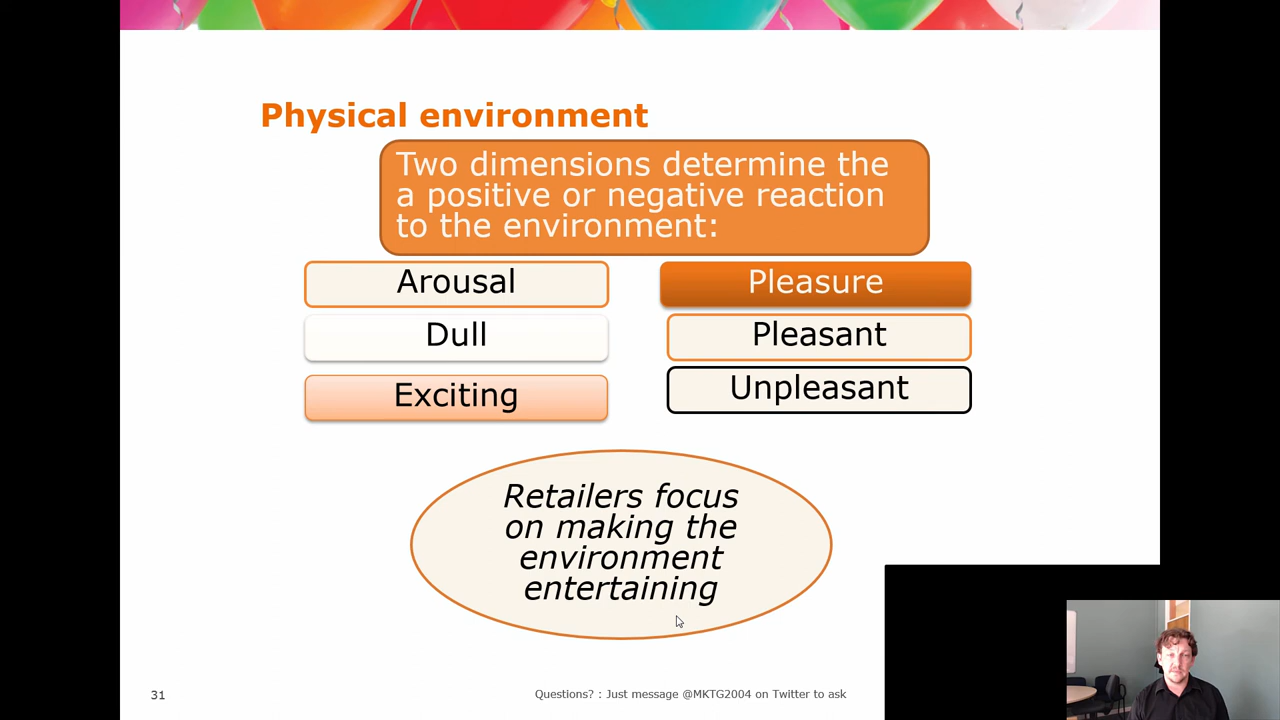 Physical environment
Two dimensions determine the
a positive or negative reaction
to the environment:
Arousal
Pleasure
Dull
Pleasant
Exciting
Unpleasant
Retailers focus
on making the
environment
entertaining
31
Questions? : Just message @MKTG2004 on Twitter to ask